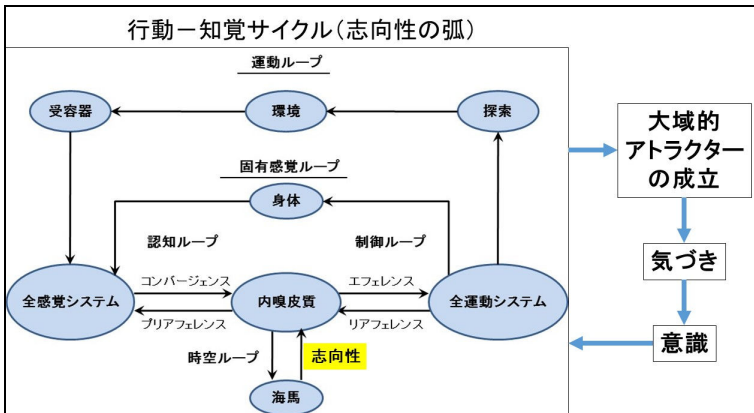 行動－知覚サイクル（志向性の弧）
運動ループ
受容器
環境
探索
固有感覚ループ
身体
認知ループ
制御ループ
全感覚システム
コンバージェンス
プリアフェレンス
内嗅皮質
エフェレンス
リアフェレンス
全運動システム
時空ループ
志向性
海馬
大域的
アトラクター
の成立
気づき
意識